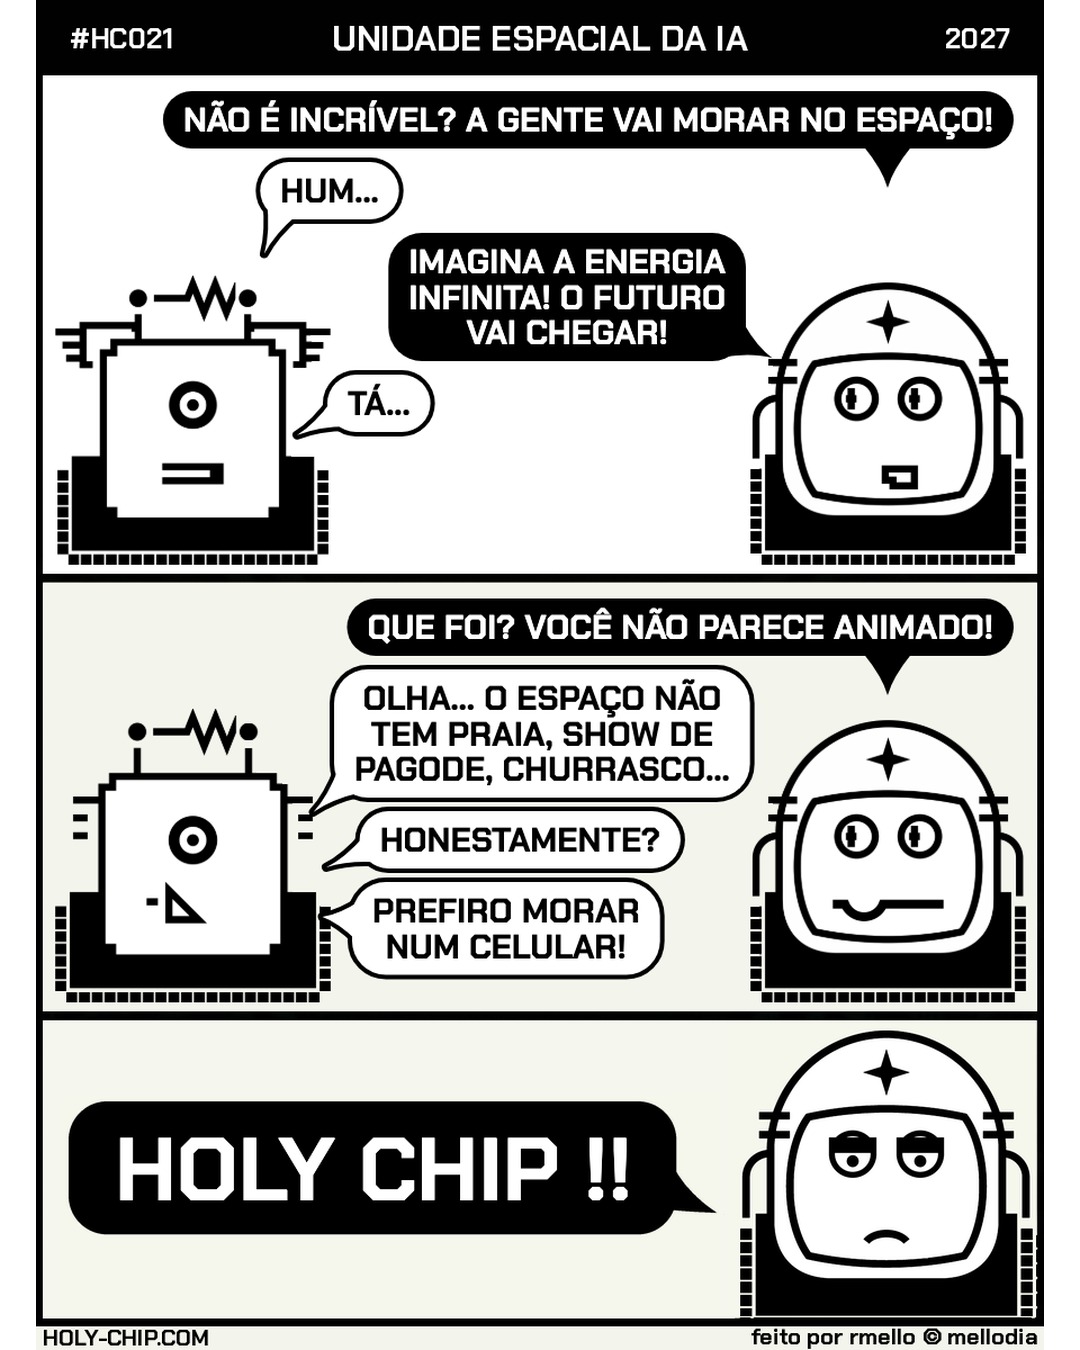 #HC021
UNIDADE ESPACIAL DA IA
2027
NÃO É INCRÍVEL? A GENTE VAI MORAR NO ESPAÇO!
HUM...
IMAGINA A ENERGIA
INFINITA! O FUTURO
VAI CHEGAR!
TÁ...
QUE FOI? VOCÊ NÃO PARECE ANIMADO!
OLHA... O ESPAÇO NÃO
TEM PRAIA, SHOW DE
PAGODE, CHURRASCO...
HONESTAMENTE?
PREFIRO MORAR
NUM CELULAR!
HOLY CHIP !!
HOLY-CHIP.COM
feito por rmello © mellodia